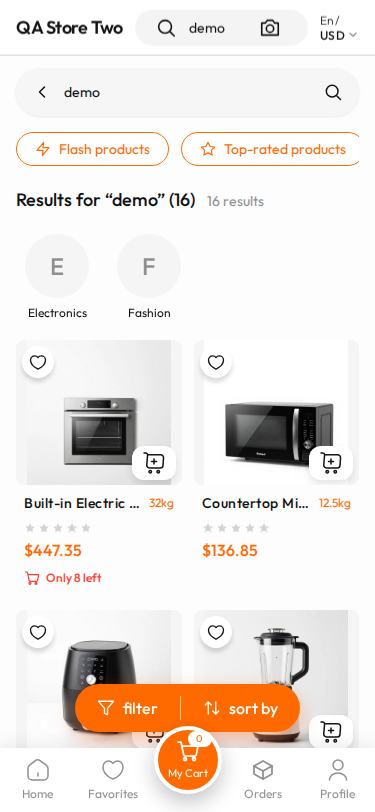 QA Store Two
demo
En /
USD
demo
Flash products
Top-rated products
Results for “demo” (16)
16 results
E
F
Electronics
Fashion
Built-in Electric ...
32kg
Countertop Mi...
12.5kg
$447.35
$136.85
Only 8 left
filter
sort by
0
My Cart
Home
Favorites
Orders
Profile